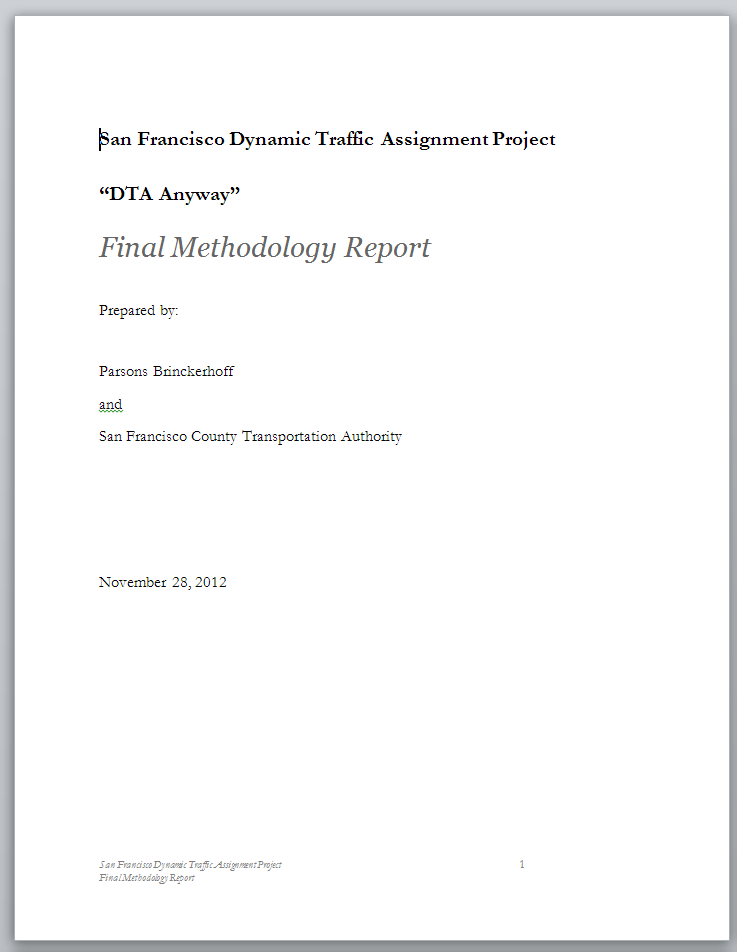 San Francisco Dynamic Traffic Assignment Project
“DTA Anyway”
Final Methodology Report
Prepared by:
Parsons Brinckerhoff
and
San Francisco County Transportation Authority
November 28, 2012
San Francisco Dynamic Traffic Assignment Project 1
Final Methodology Report